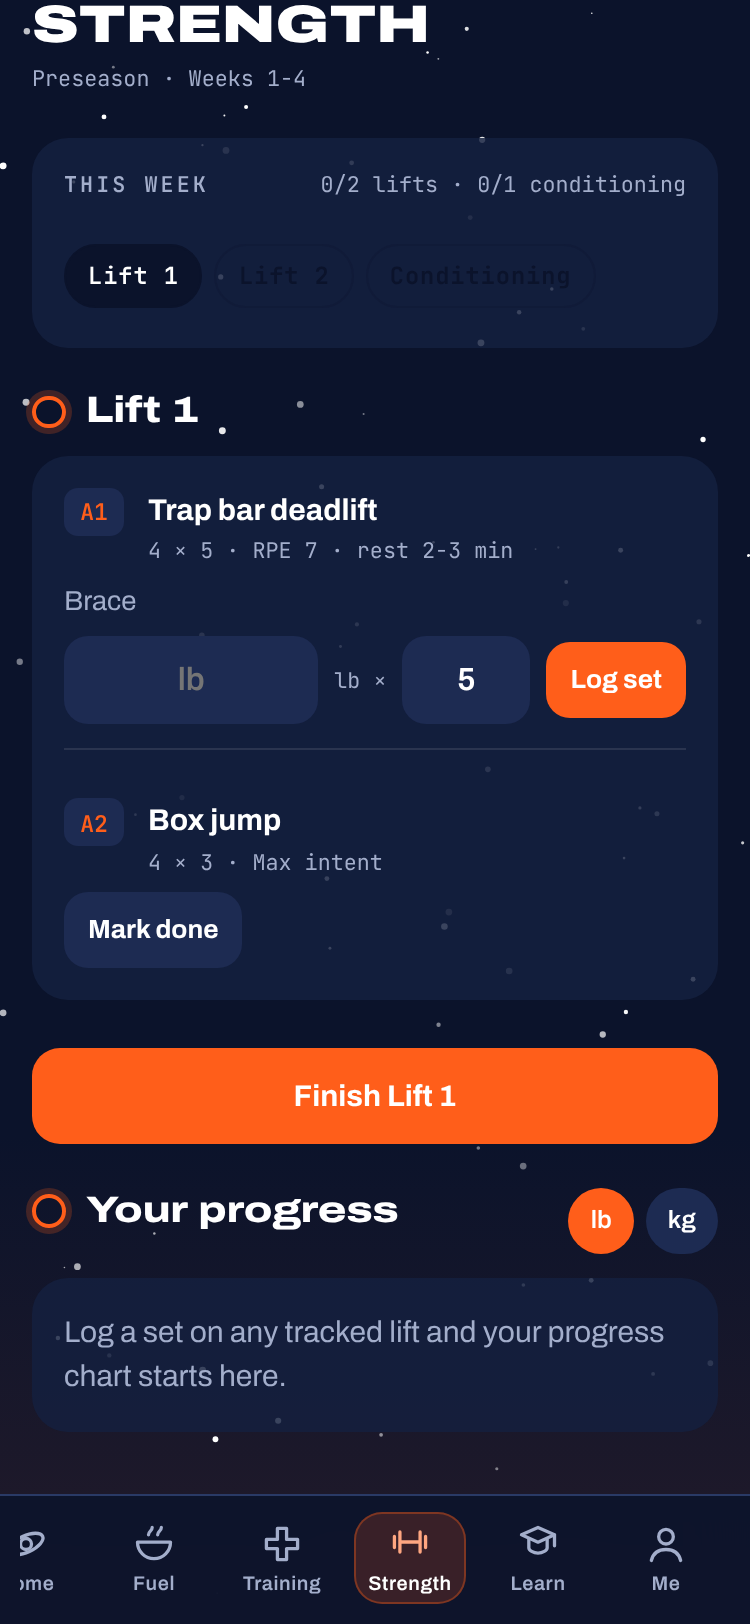 STRENGTH
Preseason · Weeks 1-4
THIS WEEK 0/2 lifts · 0/1 conditioning
Lift 1 Lift 2 Conditioning
Lift 1
A1 Trap bar deadlift
4 × 5 · RPE 7 · rest 2-3 min
Brace
lb lb × 5 Log set
A2 Box jump
4 × 3 · Max intent
Mark done
Finish Lift 1
Your progress lb kg
Log a set on any tracked lift and your progress
chart starts here.
ome Fuel Training Strength Learn Me